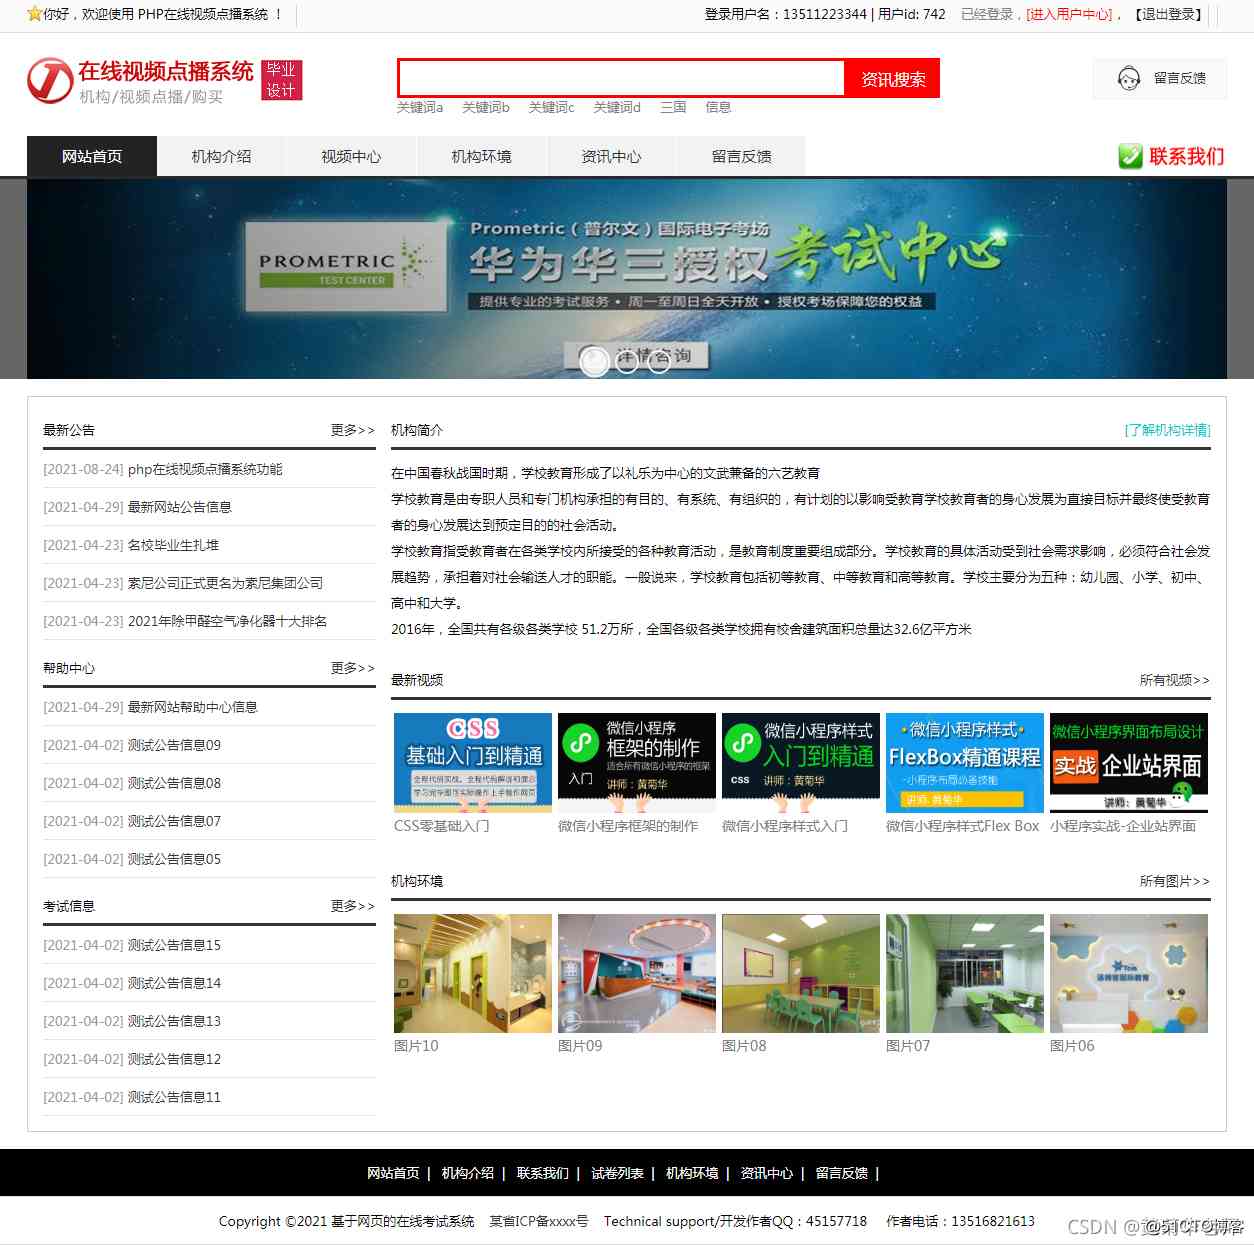 你好，欢迎使用 PHP在线视频点播系统 ！
登录用户名：13511223344 | 用户id: 742 已经登录，[进入用户中心]，【退出登录】
在线视频点播系统
机构/视频点播/购买
毕业
设计
资讯搜索
关键词a 关键词b 关键词c 关键词d 三国 信息
留言反馈
网站首页 机构介绍 视频中心 机构环境 资讯中心 留言反馈
联系我们
PROMETRIC
TEST CENTER
Prometric（普尔文）国际电子考场
华为华三授权考试中心
提供专业的考试服务 • 周一至周日全天开放 • 授权考场保障您的权益
详情咨询
最新公告 更多>>
[2021-08-24] php在线视频点播系统功能
[2021-04-29] 最新网站公告信息
[2021-04-23] 名校毕业生扎堆
[2021-04-23] 索尼公司正式更名为索尼集团公司
[2021-04-23] 2021年除甲醛空气净化器十大排名
帮助中心 更多>>
[2021-04-29] 最新网站帮助中心信息
[2021-04-02] 测试公告信息09
[2021-04-02] 测试公告信息08
[2021-04-02] 测试公告信息07
[2021-04-02] 测试公告信息05
考试信息 更多>>
[2021-04-02] 测试公告信息15
[2021-04-02] 测试公告信息14
[2021-04-02] 测试公告信息13
[2021-04-02] 测试公告信息12
[2021-04-02] 测试公告信息11
机构简介 [了解机构详情]
在中国春秋战国时期，学校教育形成了以礼乐为中心的文武兼备的六艺教育
学校教育是由专职人员和专门机构承担的有目的、有系统、有组织的，有计划的以影响受教育学校教育者的身心发展为直接目标并最终使受教育
者的身心发展达到预定目的的社会活动。
学校教育指受教育者在各类学校内所接受的各种教育活动，是教育制度重要组成部分。学校教育的具体活动受到社会需求影响，必须符合社会发
展趋势，承担着对社会输送人才的职能。一般说来，学校教育包括初等教育、中等教育和高等教育。学校主要分为五种：幼儿园、小学、初中、
高中和大学。
2016年，全国共有各级各类学校 51.2万所，全国各级各类学校拥有校舍建筑面积总量达32.6亿平方米
最新视频 所有视频>>
CSS
基础入门到精通
全程代码实战，全程代码解说和重合
学习完毕即可实际操作上手制作网页
微信小程序
框架的制作
适合所有微信小程序的框架
入门
讲师：黄菊华
微信小程序样式
入门到精通
CSS
讲师：黄菊华
微信小程序样式
FlexBox精通课程
-小程序布局必备技能
讲师: 黄菊华
微信小程序界面布局设计
实战 企业站界面
讲师：黄菊华
CSS零基础入门 微信小程序框架的制作 微信小程序样式入门 微信小程序样式Flex Box 小程序实战-企业站界面
机构环境 所有图片>>
图片10 图片09 图片08 图片07 图片06
网站首页 | 机构介绍 | 联系我们 | 试卷列表 | 机构环境 | 资讯中心 | 留言反馈 |
Copyright ©2021 基于网页的在线考试系统 某省ICP备xxxx号 Technical support/开发作者QQ：45157718 作者电话：13516821613
CSDN @51CTO博客